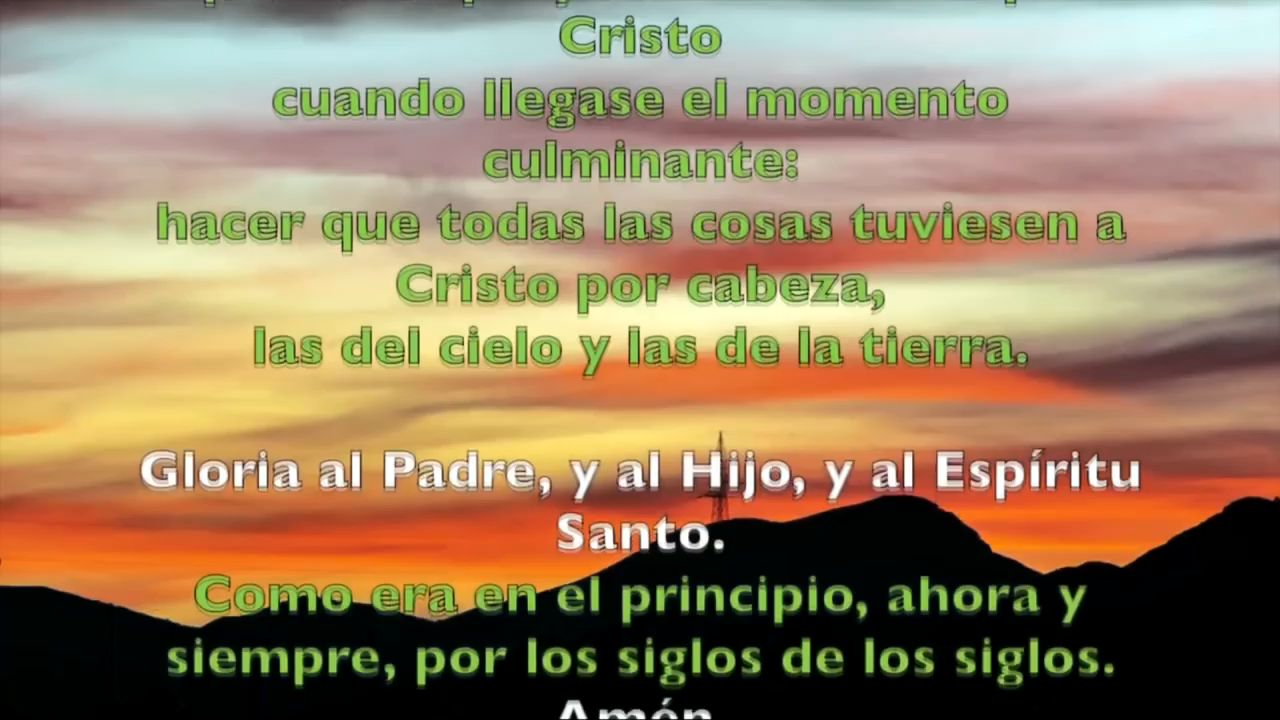 Cristo
cuando llegase el momento
culminante:
hacer que todas las cosas tuviesen a
Cristo por cabeza,
las del cielo y las de la tierra.
Gloria al Padre, y al Hijo, y al Espíritu
Santo.
Como era en el principio, ahora y
siempre, por los siglos de los siglos.
Amén